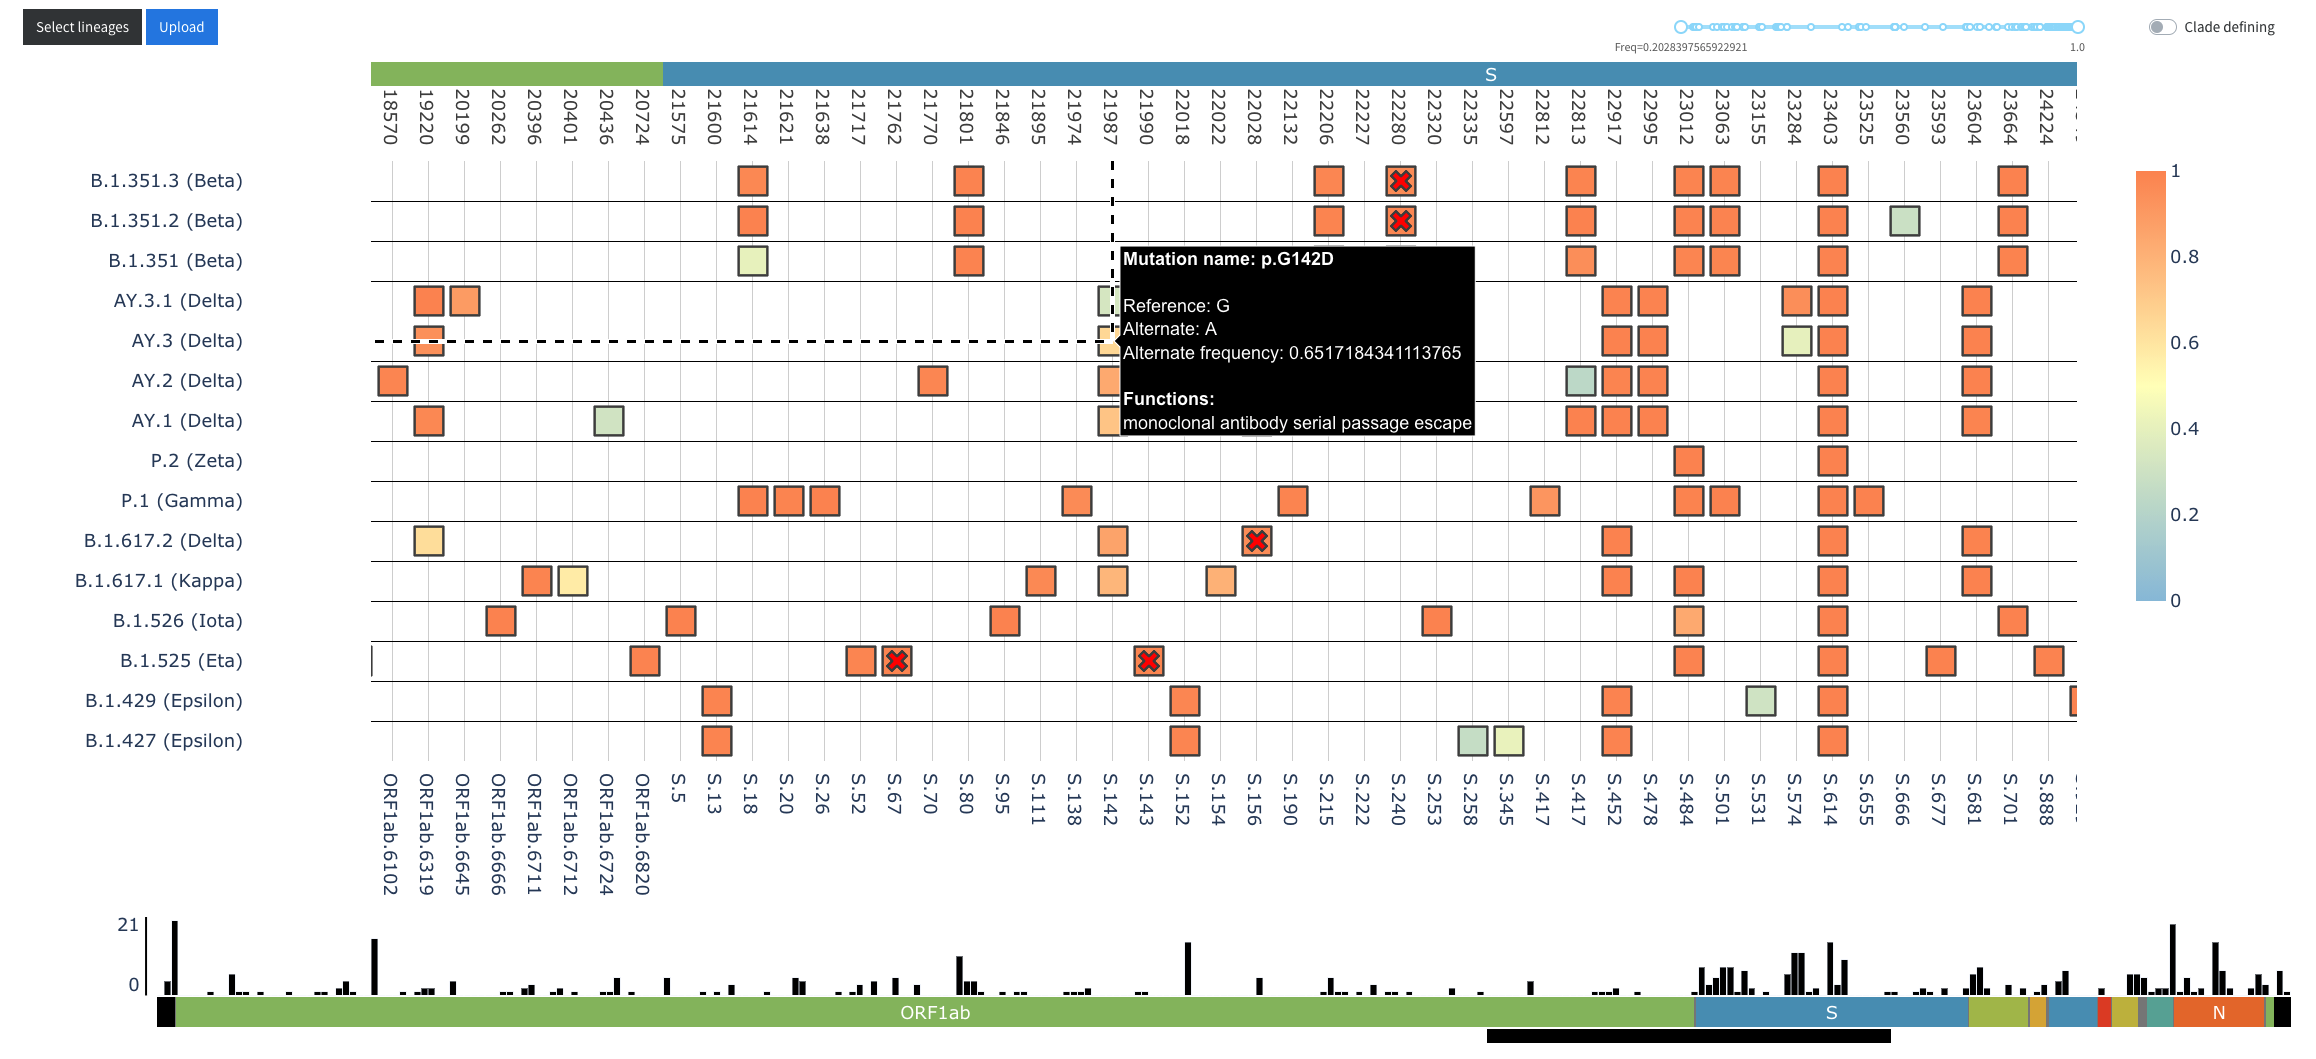 Select lineages Upload Clade defining
Freq=0.2028397565922921 1.0
S
18570 19220 20199 20262 20396 20401 20436 20724 21575 21600 21614 21621 21638 21717 21762 21770 21801 21846 21895 21974 21987 21990 22018 22022 22028 22132 22206 22227 22280 22320 22335 22597 22812 22813 22917 22995 23012 23063 23155 23284 23403 23525 23560 23593 23604 23664 24224
B.1.351.3 (Beta)
B.1.351.2 (Beta)
B.1.351 (Beta)
AY.3.1 (Delta)
AY.3 (Delta)
AY.2 (Delta)
AY.1 (Delta)
P.2 (Zeta)
P.1 (Gamma)
B.1.617.2 (Delta)
B.1.617.1 (Kappa)
B.1.526 (Iota)
B.1.525 (Eta)
B.1.429 (Epsilon)
B.1.427 (Epsilon)
Mutation name: p.G142D
Reference: G
Alternate: A
Alternate frequency: 0.6517184341113765
Functions:
monoclonal antibody serial passage escape
1
0.8
0.6
0.4
0.2
0
ORF1ab.6102 ORF1ab.6319 ORF1ab.6645 ORF1ab.6666 ORF1ab.6711 ORF1ab.6712 ORF1ab.6724 ORF1ab.6820 S.5 S.13 S.18 S.20 S.26 S.52 S.67 S.70 S.80 S.95 S.111 S.138 S.142 S.143 S.152 S.154 S.156 S.190 S.215 S.222 S.240 S.253 S.258 S.345 S.417 S.417 S.452 S.478 S.484 S.501 S.531 S.574 S.614 S.655 S.666 S.677 S.681 S.701 S.888
21
0
ORF1ab S N